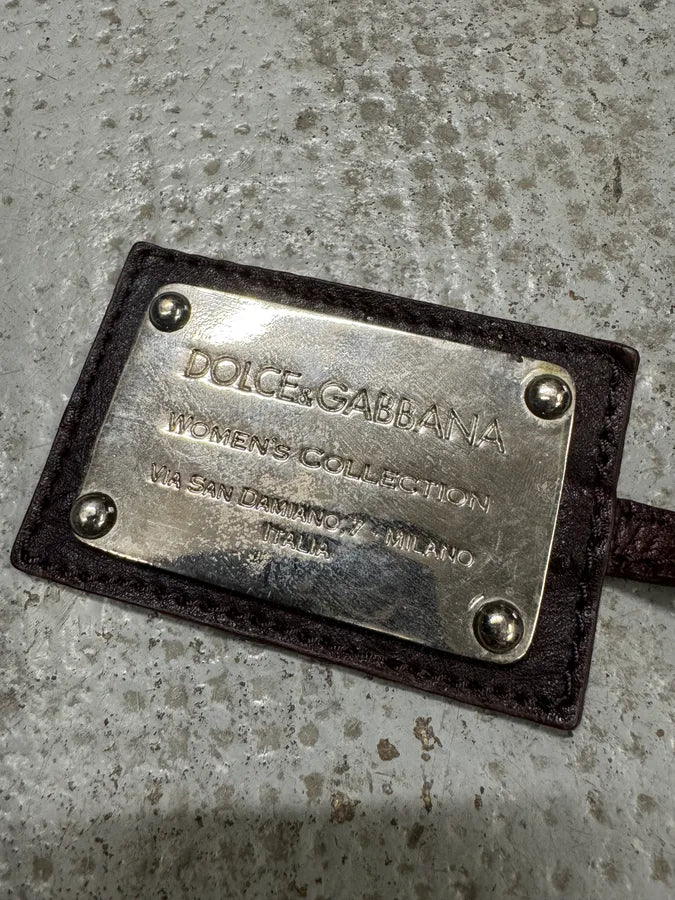 DOLCE&GABBANA
WOMEN'S COLLECTION
VIA SAN DAMIANO,7 - MILANO
ITALIA